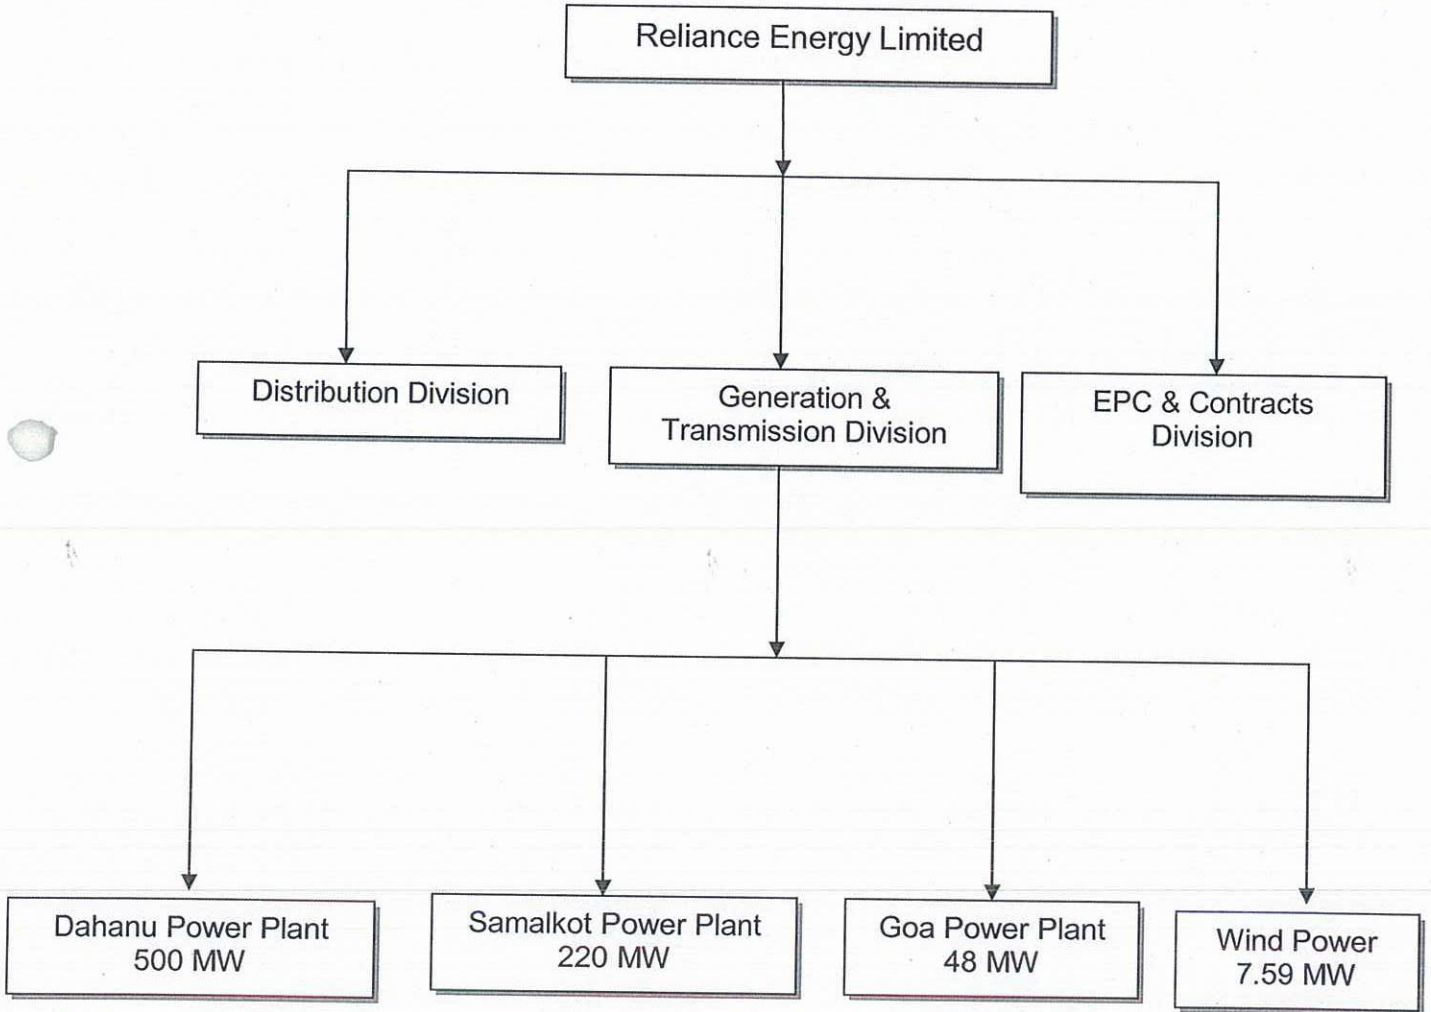 Reliance Energy Limited
Distribution Division
Generation &
Transmission Division
EPC & Contracts
Division
Dahanu Power Plant
500 MW
Samalkot Power Plant
220 MW
Goa Power Plant
48 MW
Wind Power
7.59 MW